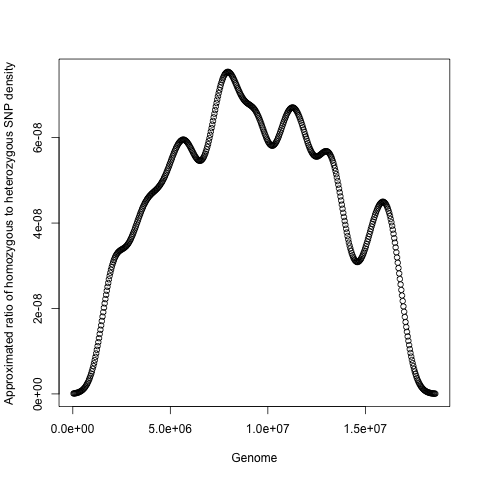 Approximated ratio of homozygous to heterozygous SNP density
6e-08
4e-08
2e-08
0e+00
0.0e+00 5.0e+06 1.0e+07 1.5e+07
Genome